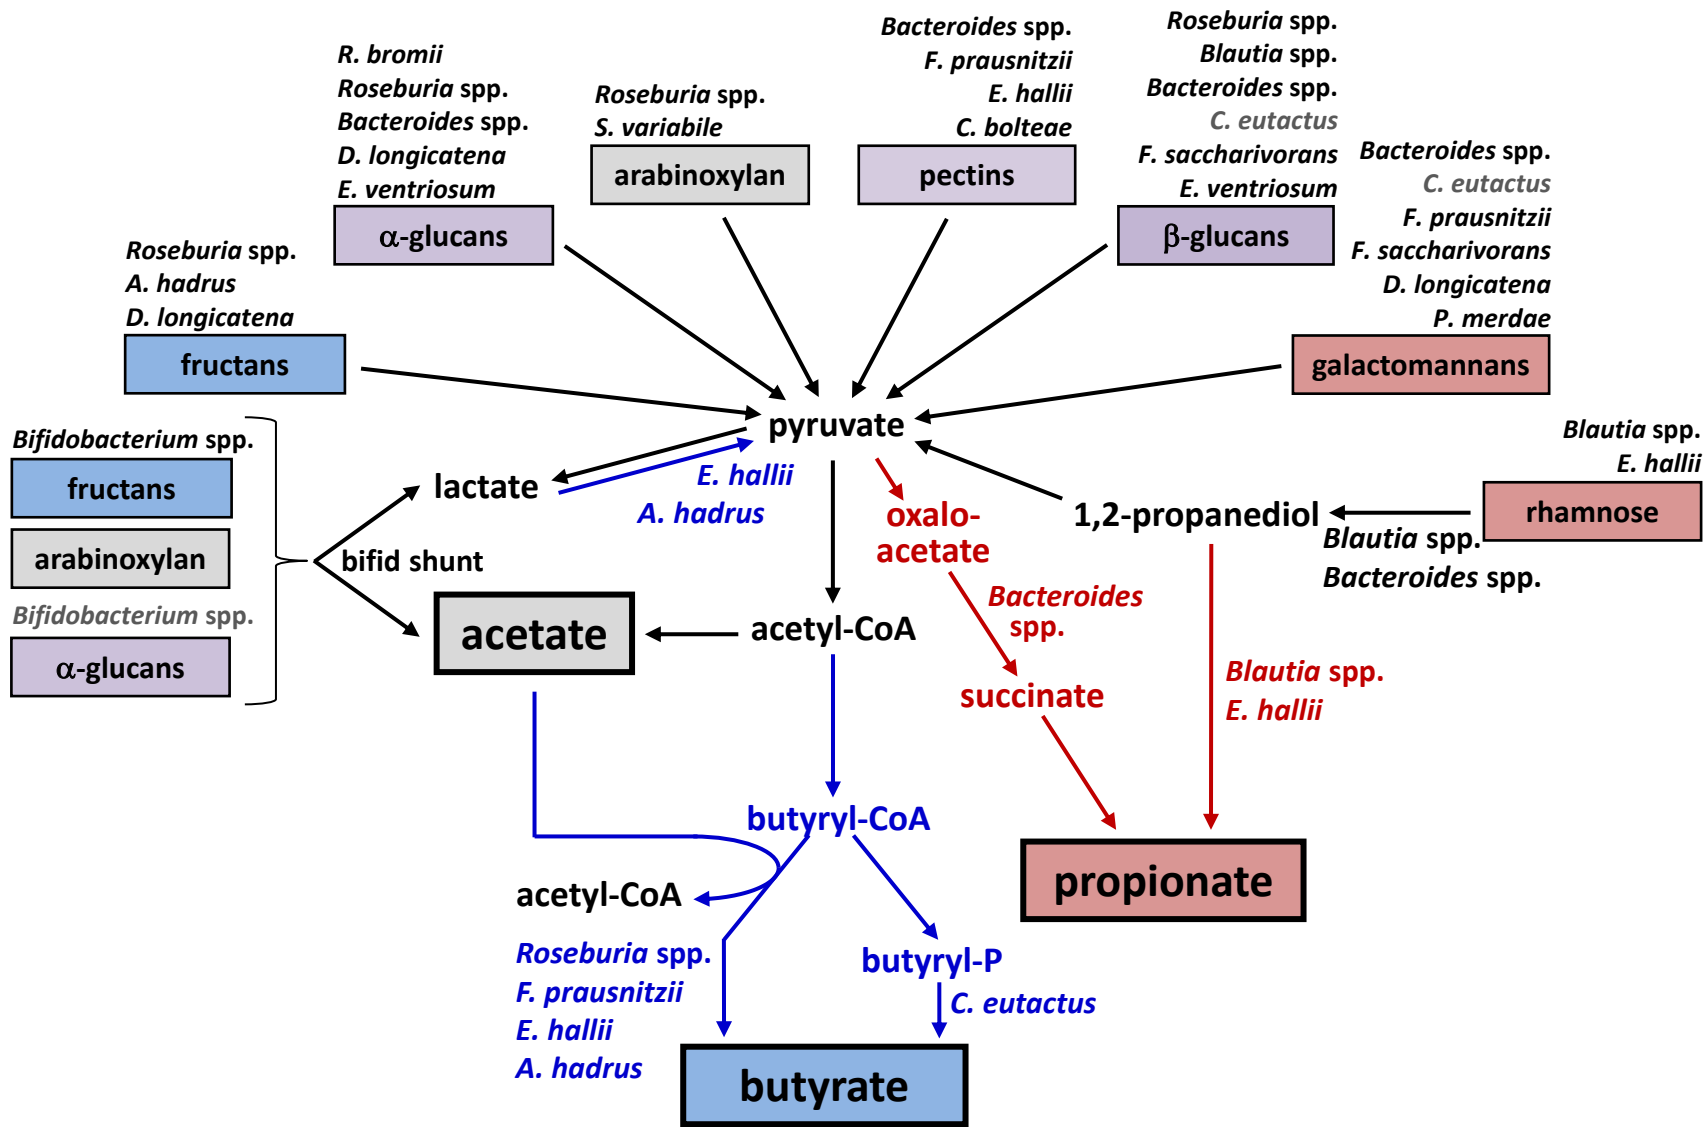 R. bromii
Roseburia spp.
Bacteroides spp.
D. longicatena
E. ventriosum
α-glucans
Roseburia spp.
S. variabile
arabinoxylan
Bacteroides spp.
F. prausnitzii
E. hallii
C. bolteae
pectins
Roseburia spp.
Blautia spp.
Bacteroides spp.
C. eutactus
F. saccharivorans
E. ventriosum
β-glucans
Bacteroides spp.
C. eutactus
F. prausnitzii
F. saccharivorans
D. longicatena
P. merdae
galactomannans
Roseburia spp.
A. hadrus
D. longicatena
fructans
Bifidobacterium spp.
fructans
arabinoxylan
Bifidobacterium spp.
α-glucans
bifid shunt
lactate
pyruvate
E. hallii
A. hadrus
oxalo-
acetate
1,2-propanediol
Blautia spp.
E. hallii
rhamnose
Blautia spp.
Bacteroides spp.
acetate
acetyl-CoA
Bacteroides
spp.
succinate
Blautia spp.
E. hallii
butyryl-CoA
acetyl-CoA
propionate
Roseburia spp.
F. prausnitzii
E. hallii
A. hadrus
butyryl-P
C. eutactus
butyrate